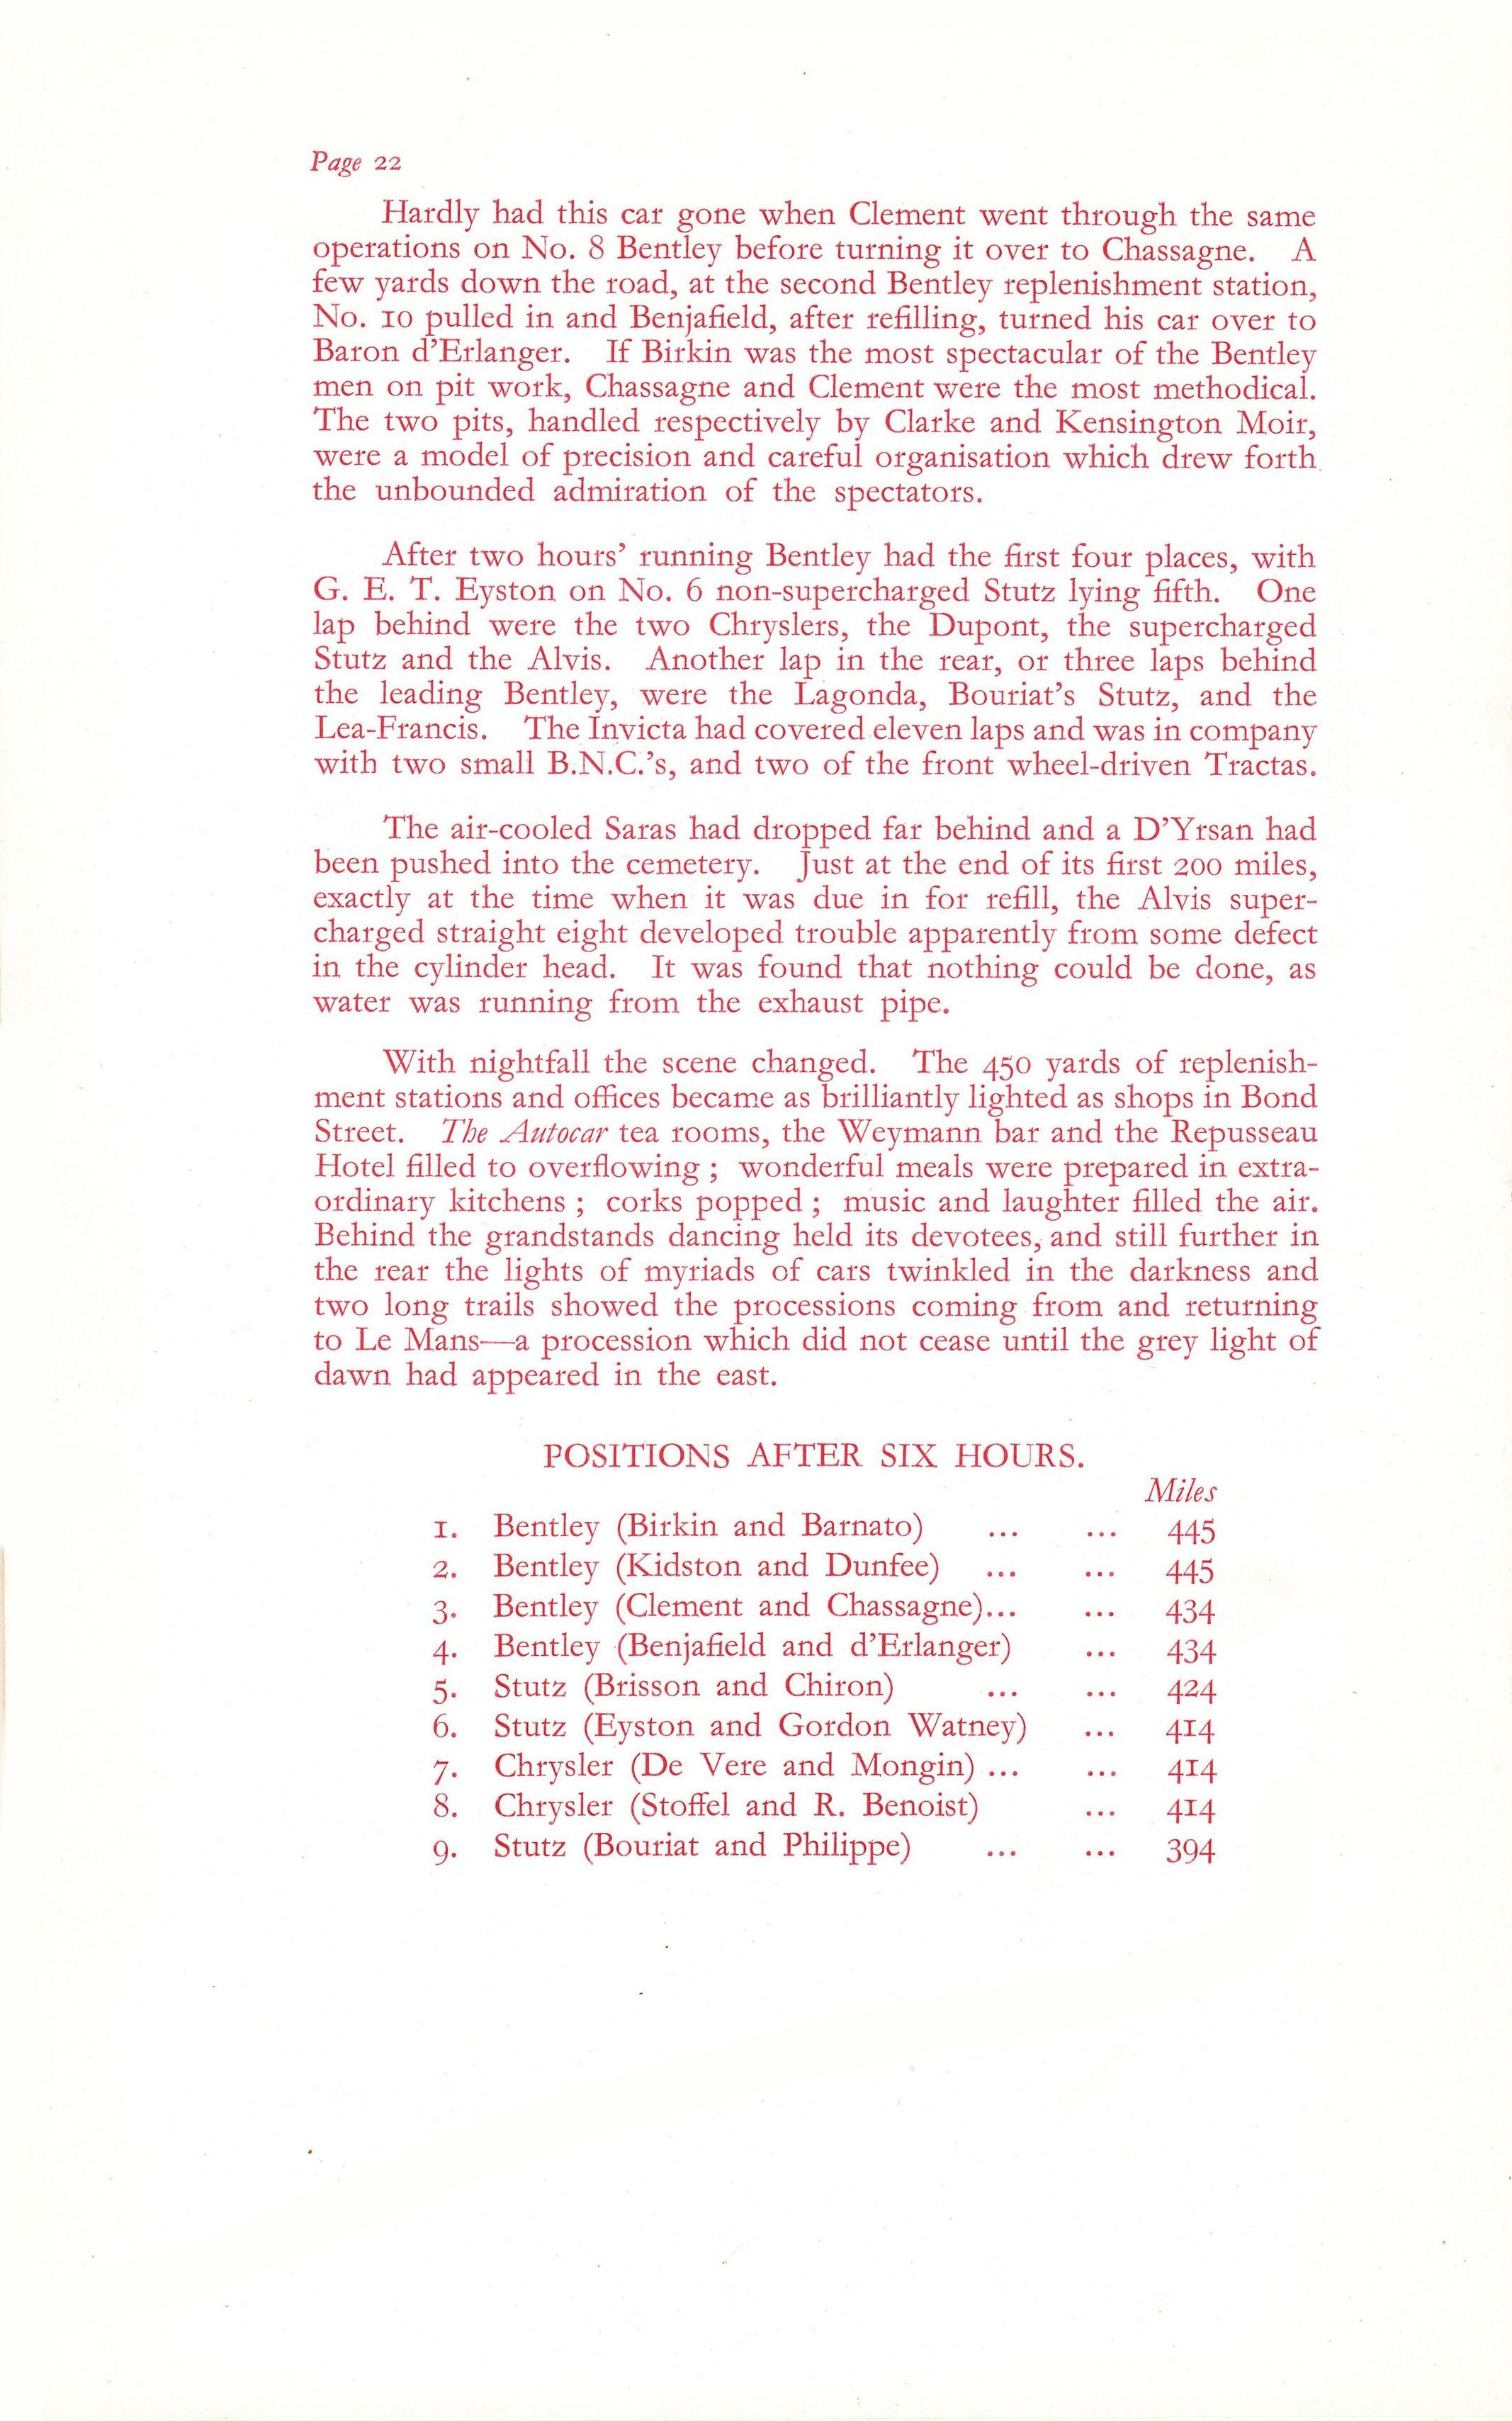 Page 22
Hardly had this car gone when Clement went through the same
operations on No. 8 Bentley before turning it over to Chassagne. A
few yards down the road, at the second Bentley replenishment station,
No. 10 pulled in and Benjafield, after refilling, turned his car over to
Baron d'Erlanger. If Birkin was the most spectacular of the Bentley
men on pit work, Chassagne and Clement were the most methodical.
The two pits, handled respectively by Clarke and Kensington Moir,
were a model of precision and careful organisation which drew forth
the unbounded admiration of the spectators.
After two hours' running Bentley had the first four places, with
G. E. T. Eyston on No. 6 non-supercharged Stutz lying fifth. One
lap behind were the two Chryslers, the Dupont, the supercharged
Stutz and the Alvis. Another lap in the rear, or three laps behind
the leading Bentley, were the Lagonda, Bouriat's Stutz, and the
Lea-Francis. The Invicta had covered eleven laps and was in company
with two small B.N.C.'s, and two of the front wheel-driven Tractas.
The air-cooled Saras had dropped far behind and a D'Yrsan had
been pushed into the cemetery. Just at the end of its first 200 miles,
exactly at the time when it was due in for refill, the Alvis super-
charged straight eight developed trouble apparently from some defect
in the cylinder head. It was found that nothing could be done, as
water was running from the exhaust pipe.
With nightfall the scene changed. The 450 yards of replenish-
ment stations and offices became as brilliantly lighted as shops in Bond
Street. The Autocar tea rooms, the Weymann bar and the Repusseau
Hotel filled to overflowing ; wonderful meals were prepared in extra-
ordinary kitchens ; corks popped ; music and laughter filled the air.
Behind the grandstands dancing held its devotees, and still further in
the rear the lights of myriads of cars twinkled in the darkness and
two long trails showed the processions coming from and returning
to Le Mans—a procession which did not cease until the grey light of
dawn had appeared in the east.
POSITIONS AFTER SIX HOURS.
Miles
1. Bentley (Birkin and Barnato) ... ... 445
2. Bentley (Kidston and Dunfee) ... ... 445
3. Bentley (Clement and Chassagne)... ... 434
4. Bentley (Benjafield and d'Erlanger) ... 434
5. Stutz (Brisson and Chiron) ... ... 424
6. Stutz (Eyston and Gordon Watney) ... 414
7. Chrysler (De Vere and Mongin) ... ... 414
8. Chrysler (Stoffel and R. Benoist) ... 414
9. Stutz (Bouriat and Philippe) ... ... 394